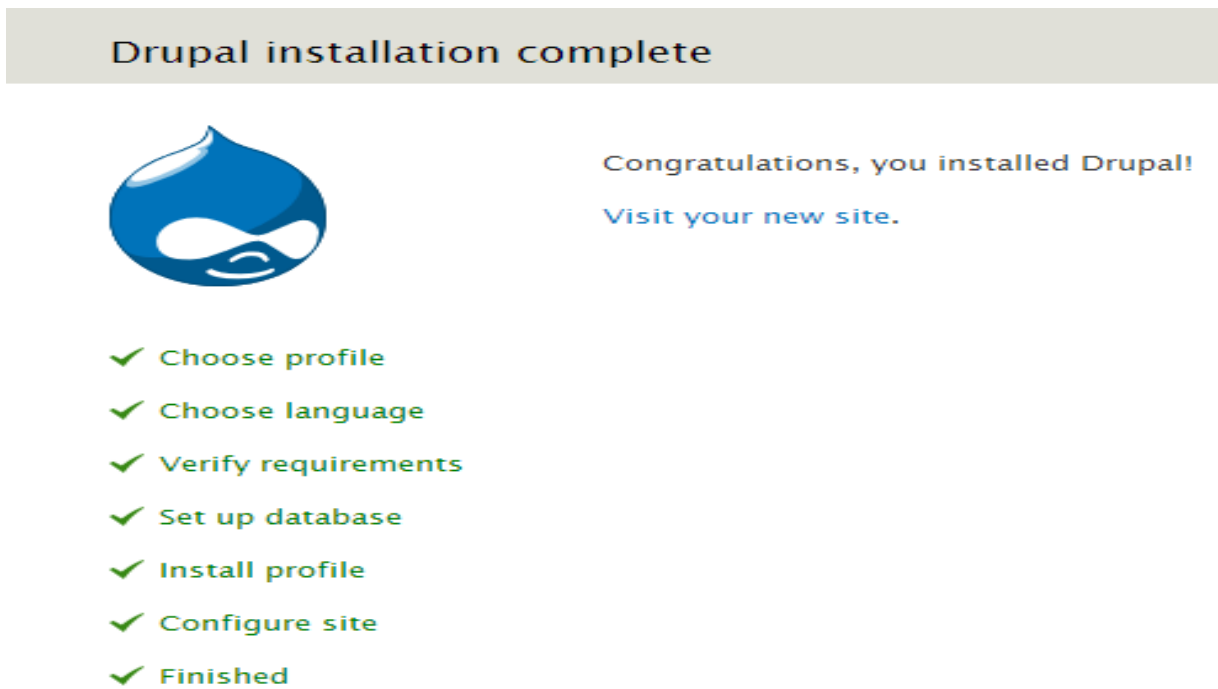 Drupal installation complete
Congratulations, you installed Drupal!
Visit your new site.
Choose profile
Choose language
Verify requirements
Set up database
Install profile
Configure site
Finished